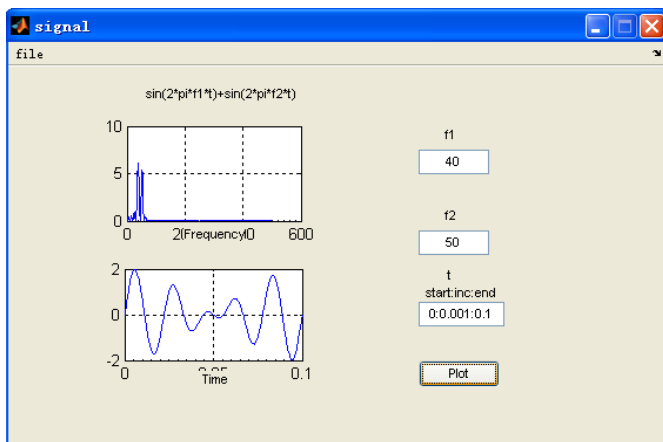 signal
file
sin(2*pi*f1*t)+sin(2*pi*f2*t)
10
5
0
0
Frequency
600
2
0
-2
0
Time
0.1
f1
40
f2
50
t
start:inc:end
0:0.001:0.1
Plot